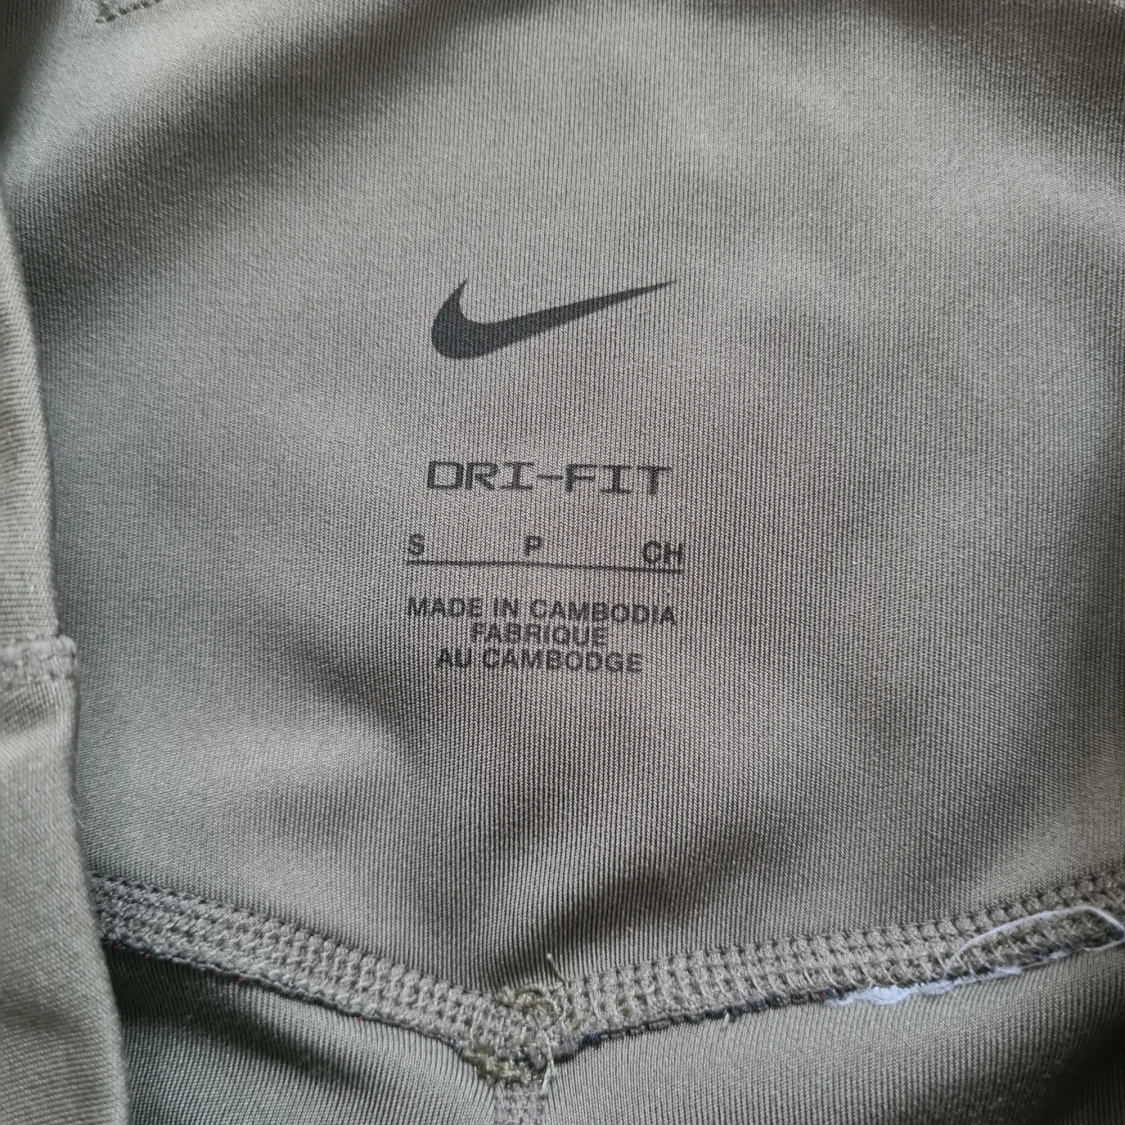 DRI-FIT
S P CH
MADE IN CAMBODIA
FABRIQUE
AU CAMBODGE